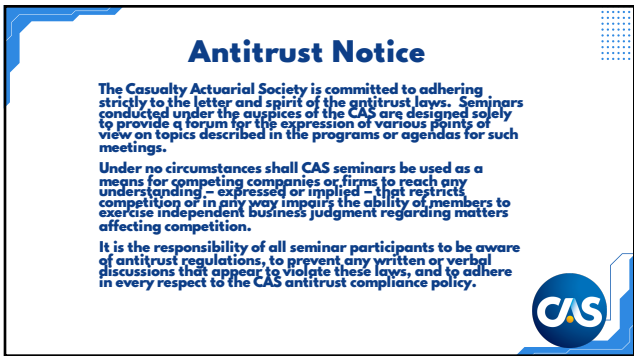 Antitrust Notice
The Casualty Actuarial Society is committed to adhering
strictly to the letter and spirit of the antitrust laws.  Seminars
conducted under the auspices of the CAS are designed solely
to provide a forum for the expression of various points of
view on topics described in the programs or agendas for such
meetings.
Under no circumstances shall CAS seminars be used as a
means for competing companies or firms to reach any
understanding – expressed or implied – that restricts
competition or in any way impairs the ability of members to
exercise independent business judgment regarding matters
affecting competition.
It is the responsibility of all seminar participants to be aware
of antitrust regulations, to prevent any written or verbal
discussions that appear to violate these laws, and to adhere
in every respect to the CAS antitrust compliance policy.
CAS